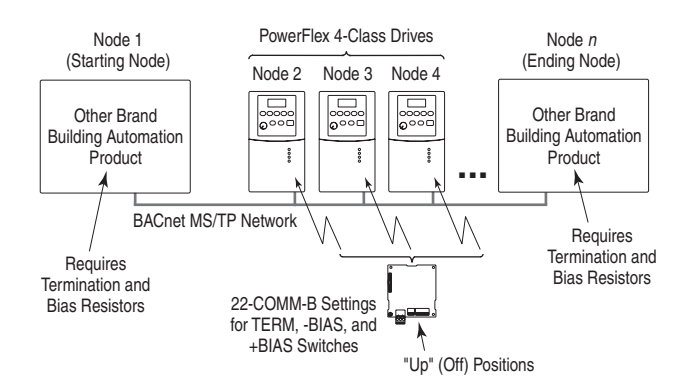 Node 1
(Starting Node)
PowerFlex 4-Class Drives
Node n
(Ending Node)
Node 2
Node 3
Node 4
Other Brand
Building Automation
Product
Other Brand
Building Automation
Product
BACnet MS/TP Network
Requires
Termination and
Bias Resistors
Requires
Termination and
Bias Resistors
22-COMM-B Settings
for TERM, -BIAS, and
+BIAS Switches
"Up" (Off) Positions